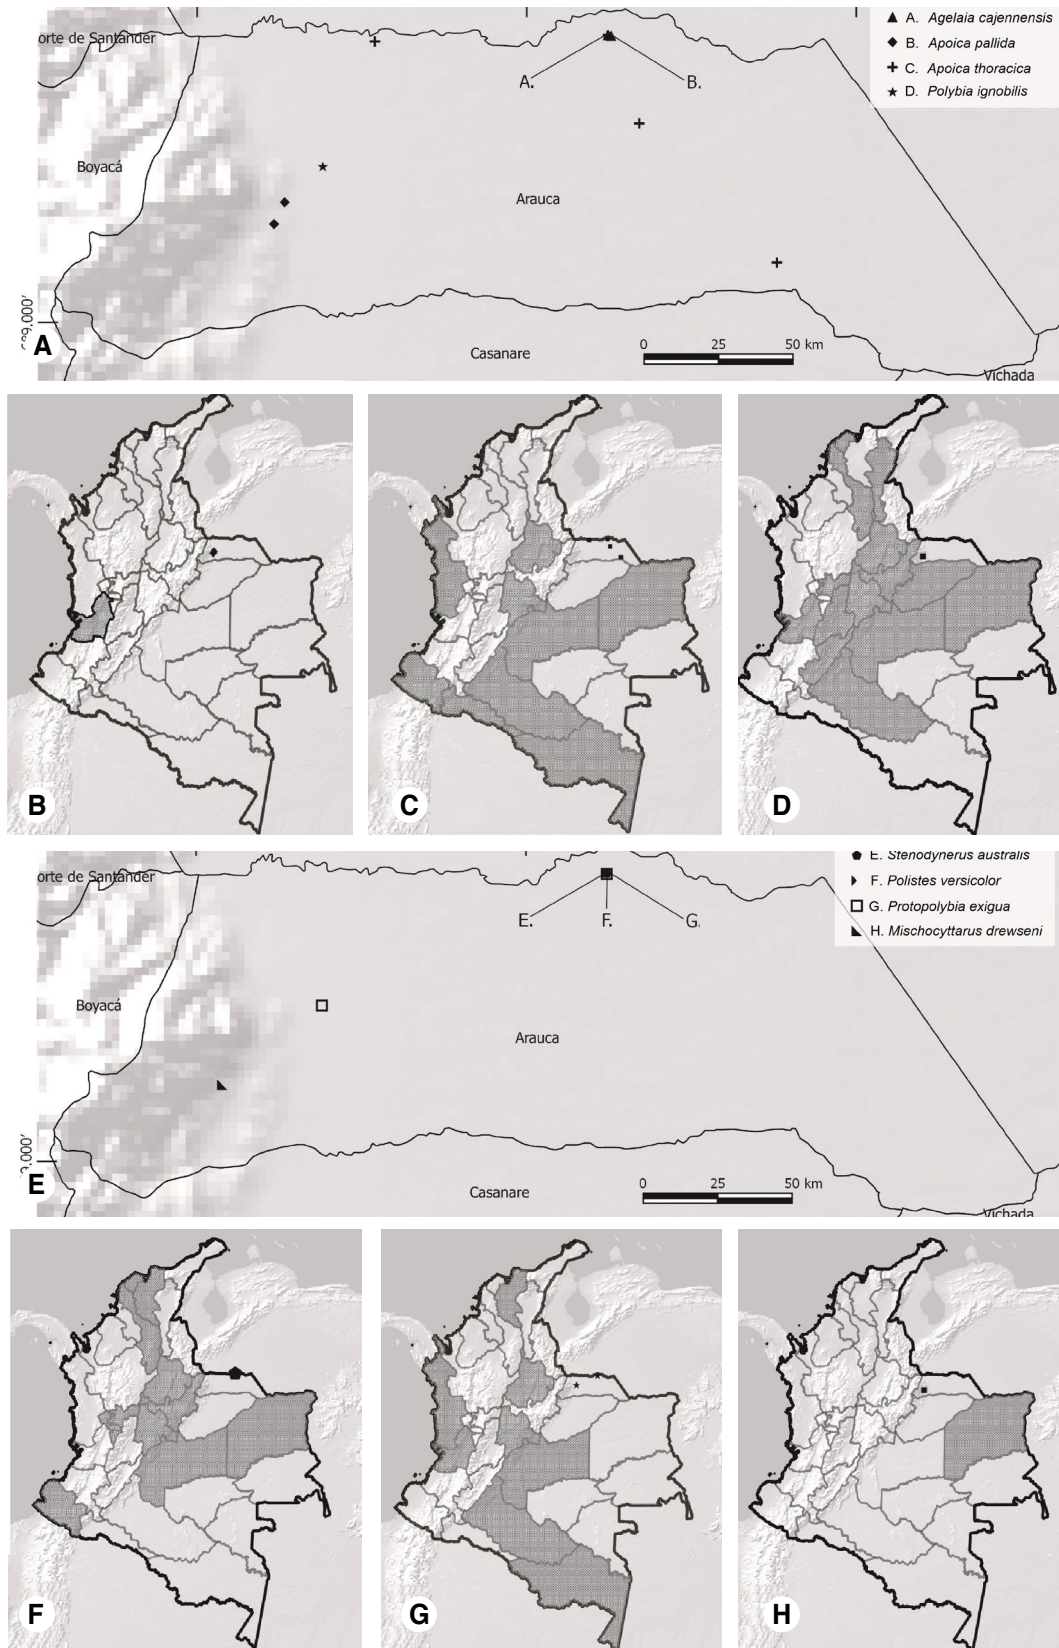 orte de Santander
Boyacá
Arauca
Casanare
Vichada
A.
B.
▲ A. Agelaia cajennensis
◆ B. Apoica pallida
+ C. Apoica thoracica
★ D. Polybia ignobilis
0 25 50 km
A
B
C
D
orte de Santander
Boyacá
Arauca
Casanare
Vichada
E.
F.
G.
E. Stenodynerus australis
F. Polistes versicolor
G. Protopolybia exigua
H. Mischocyttarus drewseni
0 25 50 km
E
F
G
H